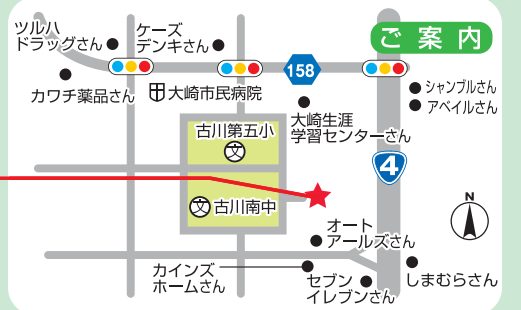 ご案内
ツルハ
ドラッグさん
ケーズ
デンキさん
158
カワチ薬品さん
大崎市民病院
シャンブルさん
アベイルさん
大崎生涯
学習センターさん
古川第五小
文
4
文
古川南中
N
オート
アールズさん
カインズ
ホームさん
セブン
イレブンさん
しまむらさん